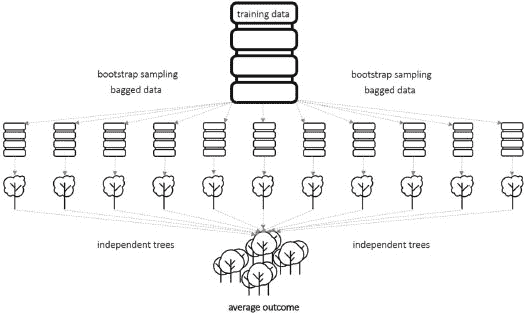 training data
bootstrap sampling
bagged data
bootstrap sampling
bagged data
independent trees
independent trees
average outcome